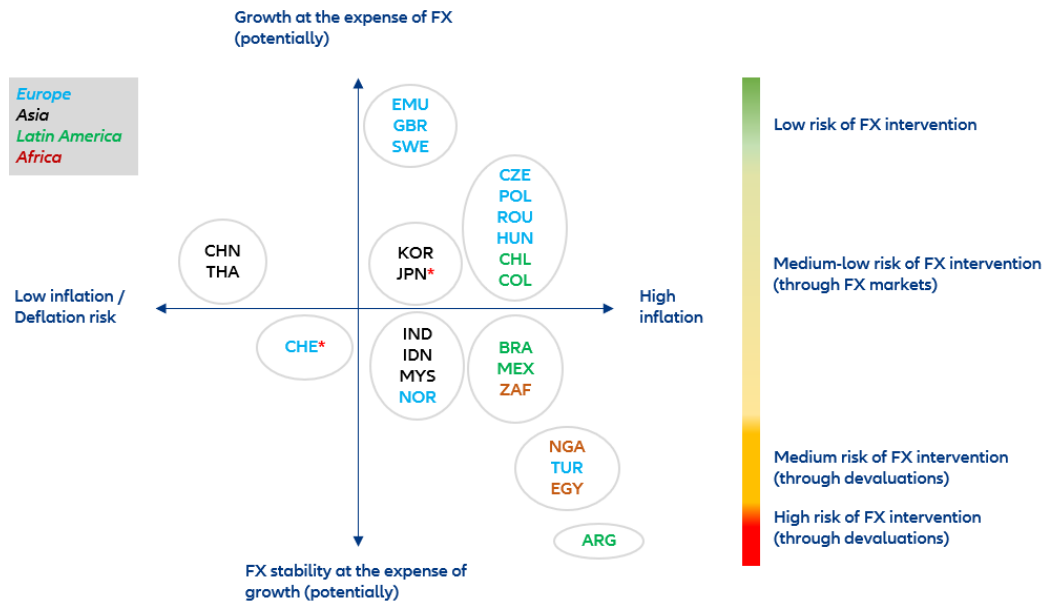 Growth at the expense of FX
(potentially)
Europe
Asia
Latin America
Africa
EMU
GBR
SWE
Low risk of FX intervention
CZE
POL
ROU
HUN
CHL
COL
CHN
THA
KOR
JPN*
Medium-low risk of FX intervention
(through FX markets)
Low inflation /
Deflation risk
High
inflation
CHE*
IND
IDN
MYS
NOR
BRA
MEX
ZAF
NGA
TUR
EGY
Medium risk of FX intervention
(through devaluations)
High risk of FX intervention
(through devaluations)
ARG
FX stability at the expense of
growth (potentially)